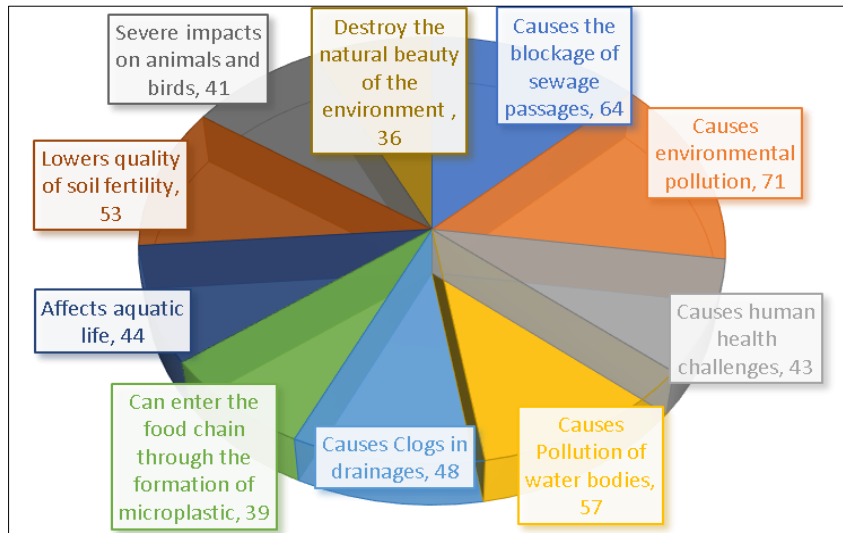 Severe impacts
on animals and
birds, 41
Destroy the
natural beauty
of the
environment ,
36
Causes the
blockage of
sewage
passages, 64
Causes
environmental
pollution, 71
Lowers quality
of soil fertility,
53
Affects aquatic
life, 44
Causes human
health
challenges, 43
Can enter the
food chain
through the
formation of
microplastic, 39
Causes Clogs in
drainages, 48
Causes
Pollution of
water bodies,
57